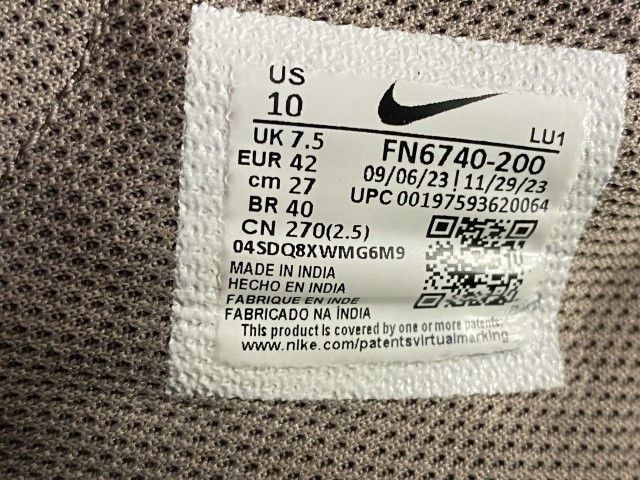 US
10
LU1
UK 7.5
EUR 42
cm 27
BR 40
CN 270(2.5)
FN6740-200
09/06/23 | 11/29/23
UPC 00197593620064
04SDQ8XWMG6M9
MADE IN INDIA
HECHO EN INDIA
FABRIQUE EN INDE
FABRICADO NA ÍNDIA
This product is covered by one or more patents:
www.nike.com/patentsvirtualmarking